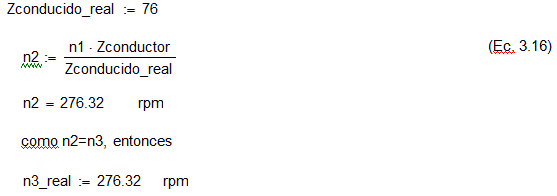 Zconducido_real := 76
n2 := n1 · Zconductor / Zconducido_real (Ec. 3.16)
n2 = 276.32 rpm
como n2=n3, entonces
n3_real := 276.32 rpm